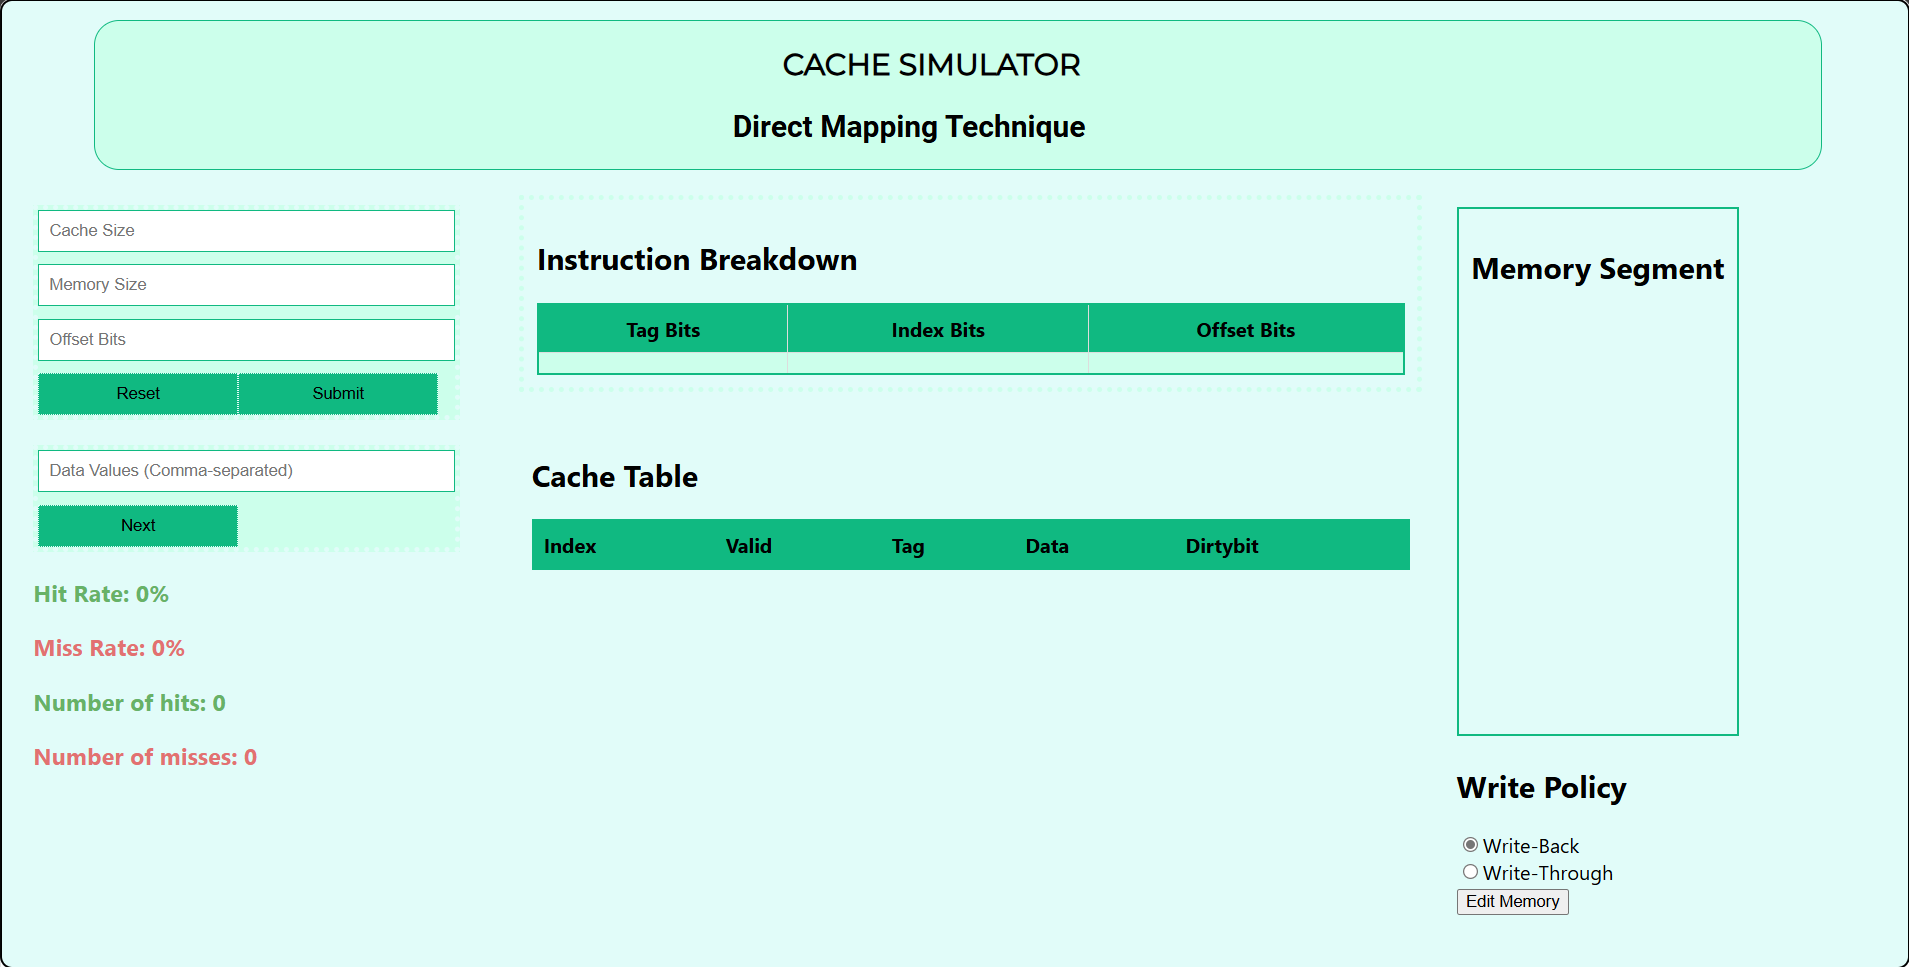 CACHE SIMULATOR
Direct Mapping Technique
Cache Size
Memory Size
Offset Bits
Reset Submit
Data Values (Comma-separated)
Next
Hit Rate: 0%
Miss Rate: 0%
Number of hits: 0
Number of misses: 0
Instruction Breakdown
Tag Bits Index Bits Offset Bits
Cache Table
Index Valid Tag Data Dirtybit
Memory Segment
Write Policy
Write-Back
Write-Through
Edit Memory